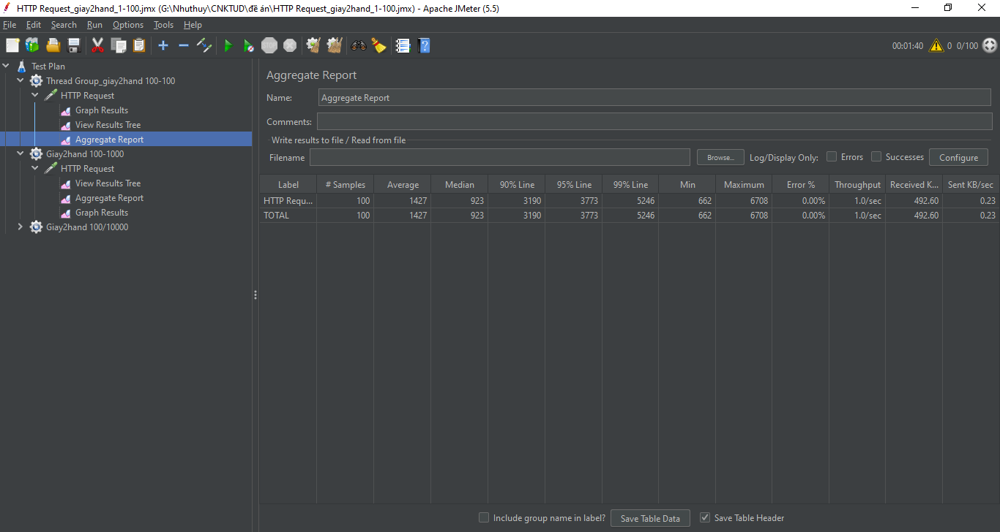 HTTP Request_giay2hand_1-100.jmx (G:\Nhuthuy\CNKTUD\đề án\HTTP Request_giay2hand_1-100.jmx) - Apache JMeter (5.5)
File Edit Search Run Options Tools Help
STOP 00:01:40 0 0/100
Test Plan
Thread Group_giay2hand 100-100
HTTP Request
Graph Results
View Results Tree
Aggregate Report
Giay2hand 100-1000
HTTP Request
View Results Tree
Aggregate Report
Graph Results
Giay2hand 100/10000
Aggregate Report
Name: Aggregate Report
Comments:
Write results to file / Read from file
Filename Browse... Log/Display Only: Errors Successes Configure
Label # Samples Average Median 90% Line 95% Line 99% Line Min Maximum Error % Throughput Received K... Sent KB/sec
HTTP Requ... 100 1427 923 3190 3773 5246 662 6708 0.00% 1.0/sec 492.60 0.23
TOTAL 100 1427 923 3190 3773 5246 662 6708 0.00% 1.0/sec 492.60 0.23
Include group name in label? Save Table Data Save Table Header